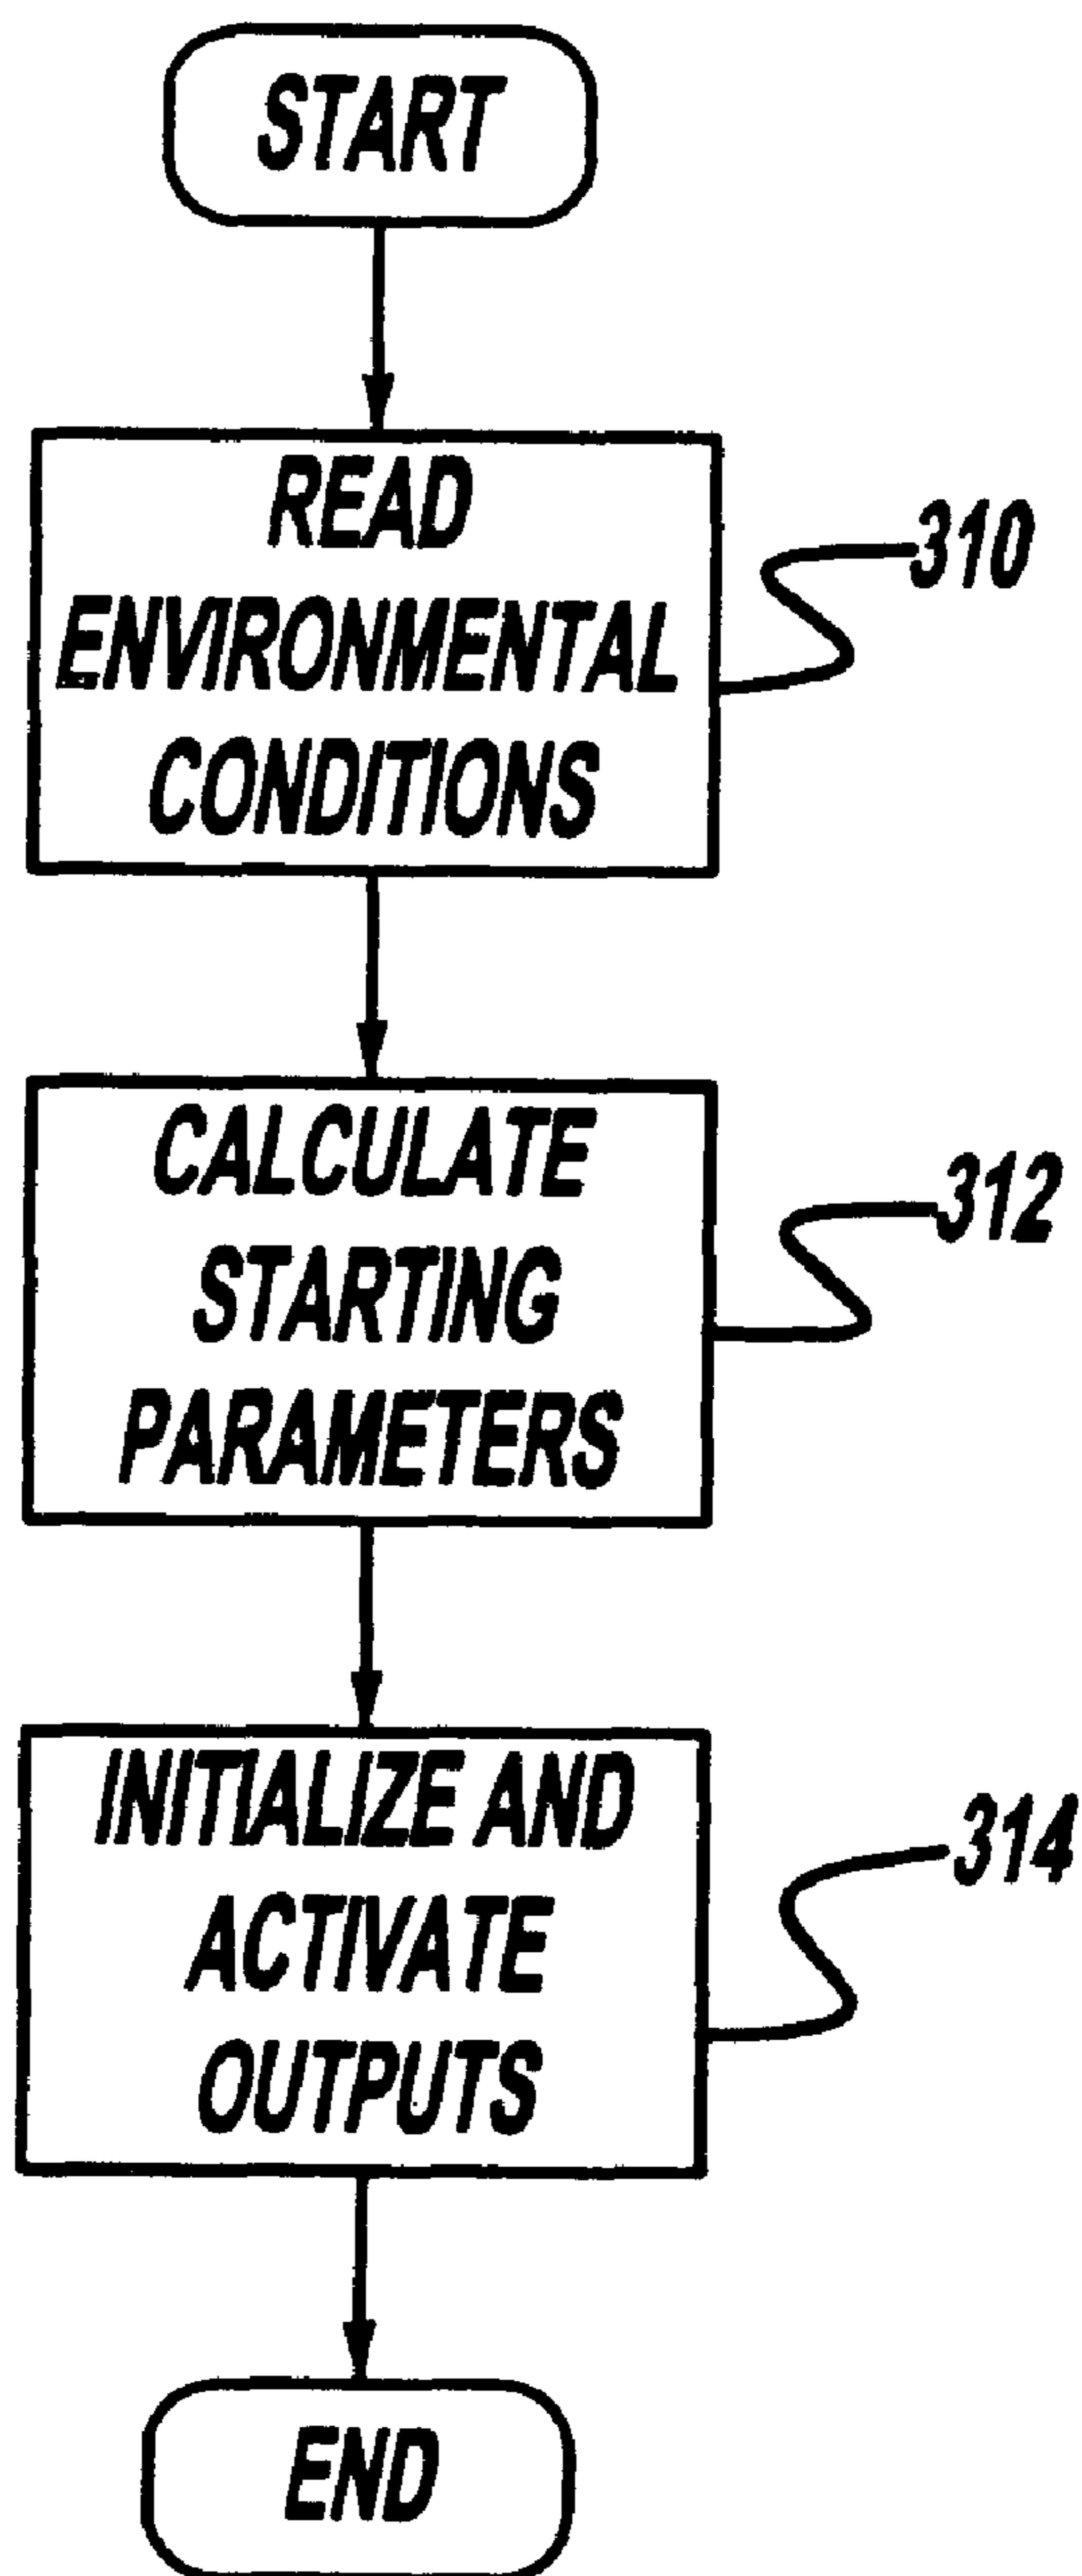 START
READ
ENVIRONMENTAL
CONDITIONS
310
CALCULATE
STARTING
PARAMETERS
312
INITIALIZE AND
ACTIVATE
OUTPUTS
314
END